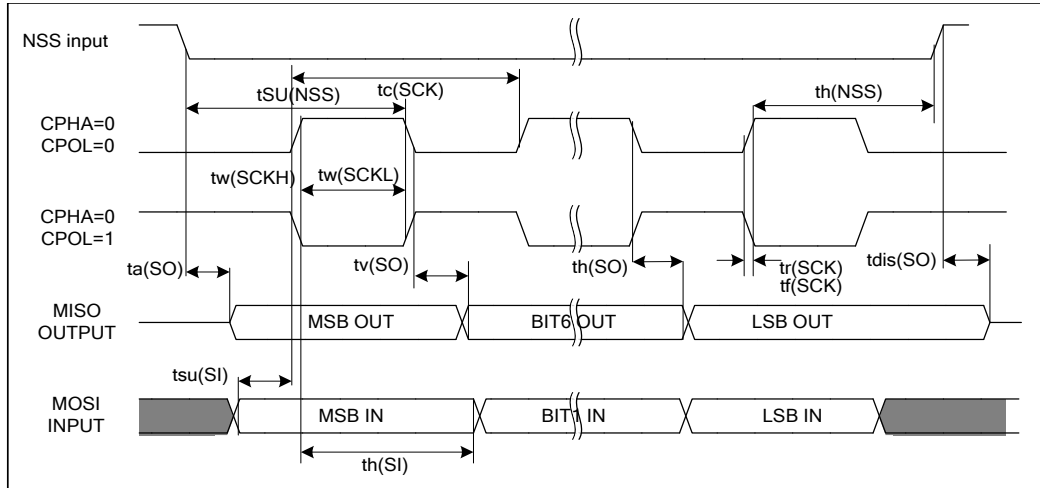 NSS input
tc(SCK)
tSU(NSS)
th(NSS)
CPHA=0
CPOL=0
tw(SCKH)
tw(SCKL)
CPHA=0
CPOL=1
ta(SO)
tv(SO)
th(SO)
tr(SCK)
tf(SCK)
tdis(SO)
MISO
OUTPUT
MSB OUT
BIT6 OUT
LSB OUT
tsu(SI)
MOSI
INPUT
MSB IN
BIT1 IN
LSB IN
th(SI)